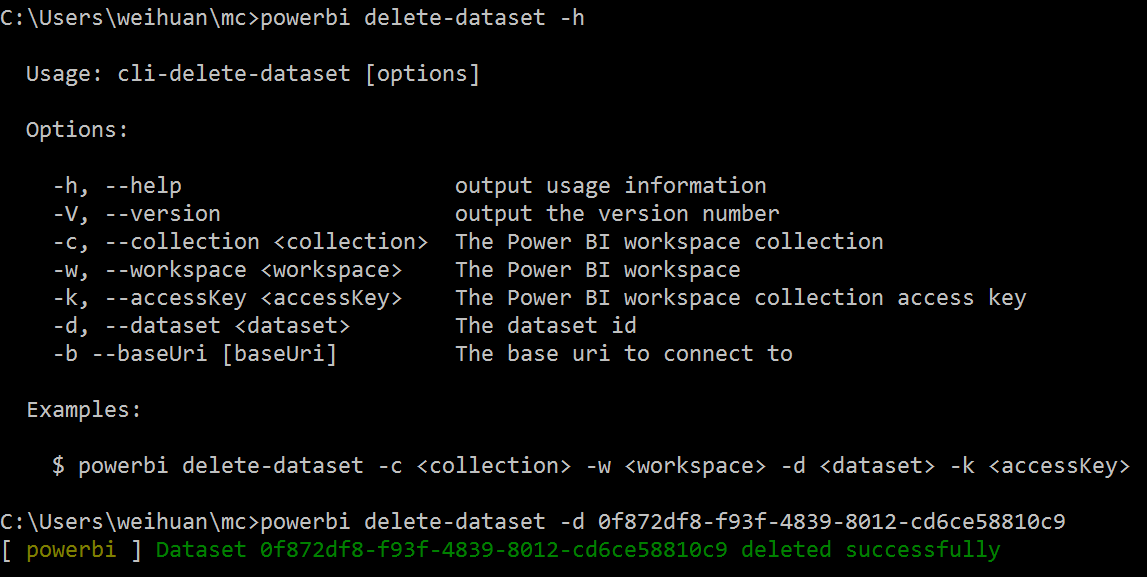 C:\Users\weihuan\mc>powerbi delete-dataset -h
Usage: cli-delete-dataset [options]
Options:
-h, --help output usage information
-V, --version output the version number
-c, --collection <collection> The Power BI workspace collection
-w, --workspace <workspace> The Power BI workspace
-k, --accessKey <accessKey> The Power BI workspace collection access key
-d, --dataset <dataset> The dataset id
-b --baseUri [baseUri] The base uri to connect to
Examples:
$ powerbi delete-dataset -c <collection> -w <workspace> -d <dataset> -k <accessKey>
C:\Users\weihuan\mc>powerbi delete-dataset -d 0f872df8-f93f-4839-8012-cd6ce58810c9
[ powerbi ] Dataset 0f872df8-f93f-4839-8012-cd6ce58810c9 deleted successfully